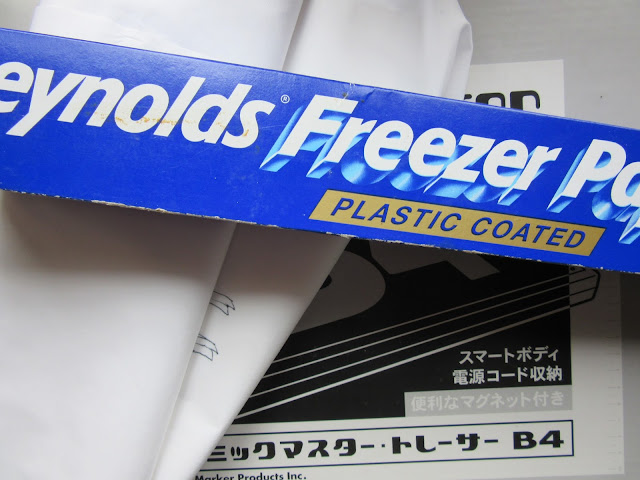 eynolds® Freezer Pa
PLASTIC COATED
スマートボディ
電源コード収納
便利なマグネット付き
ミックマスター・トレーサー B4
Marker Products Inc.